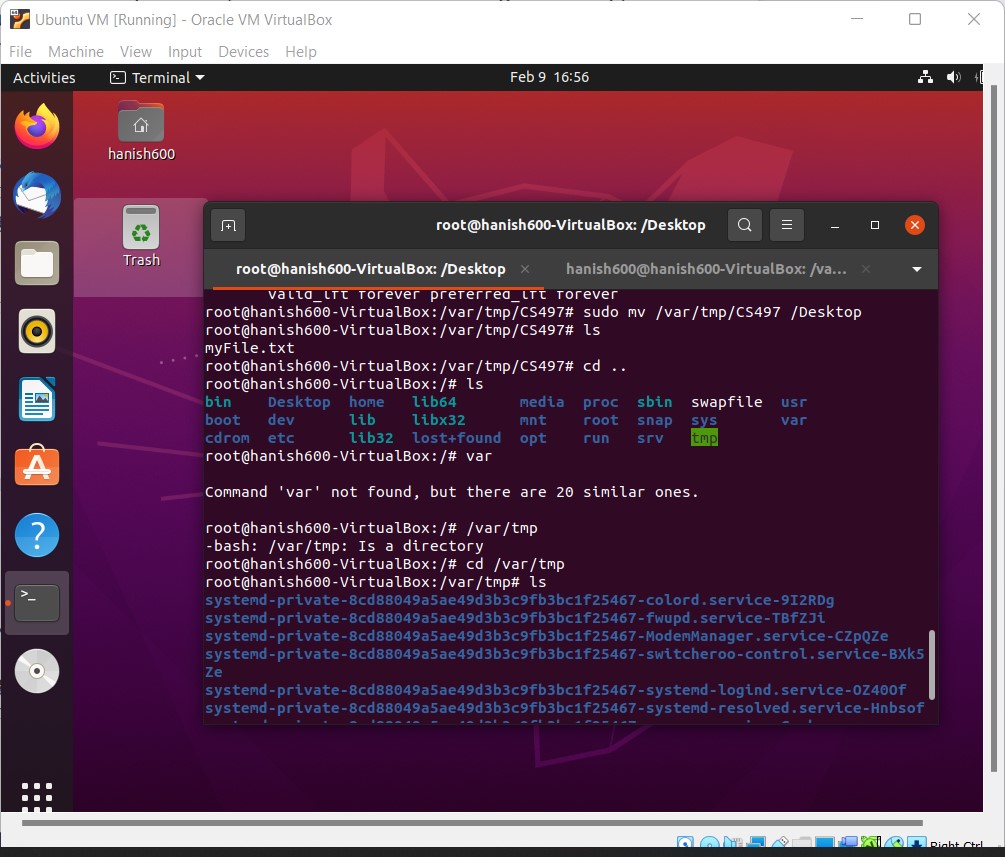 Ubuntu VM [Running] - Oracle VM VirtualBox
File Machine View Input Devices Help
Activities Terminal Feb 9 16:56
hanish600
Trash
root@hanish600-VirtualBox: /Desktop
root@hanish600-VirtualBox: /Desktop hanish600@hanish600-VirtualBox: /va...
valid_lft forever preferred_lft forever
root@hanish600-VirtualBox:/var/tmp/CS497# sudo mv /var/tmp/CS497 /Desktop
root@hanish600-VirtualBox:/var/tmp/CS497# ls
myFile.txt
root@hanish600-VirtualBox:/var/tmp/CS497# cd ..
root@hanish600-VirtualBox:/# ls
bin Desktop home lib64 media proc sbin swapfile usr
boot dev lib libx32 mnt root snap sys var
cdrom etc lib32 lost+found opt run srv tmp
root@hanish600-VirtualBox:/# var
Command 'var' not found, but there are 20 similar ones.
root@hanish600-VirtualBox:/# /var/tmp
-bash: /var/tmp: Is a directory
root@hanish600-VirtualBox:/# cd /var/tmp
root@hanish600-VirtualBox:/var/tmp# ls
systemd-private-8cd88049a5ae49d3b3c9fb3bc1f25467-colord.service-9I2RDg
systemd-private-8cd88049a5ae49d3b3c9fb3bc1f25467-fwupd.service-TBfZJi
systemd-private-8cd88049a5ae49d3b3c9fb3bc1f25467-ModemManager.service-CZpQZe
systemd-private-8cd88049a5ae49d3b3c9fb3bc1f25467-switcheroo-control.service-BXk5
Ze
systemd-private-8cd88049a5ae49d3b3c9fb3bc1f25467-systemd-logind.service-OZ40Of
systemd-private-8cd88049a5ae49d3b3c9fb3bc1f25467-systemd-resolved.service-Hnbsof
Right Ctrl